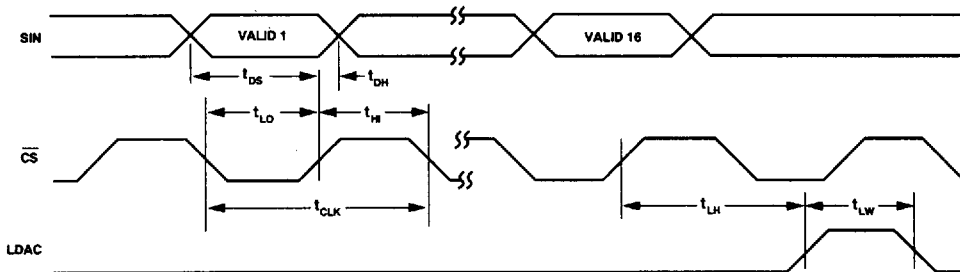 SIN
VALID 1
VALID 16
tDS
tDH
tLO
tHI
CS
tCLK
tLH
tLW
LDAC